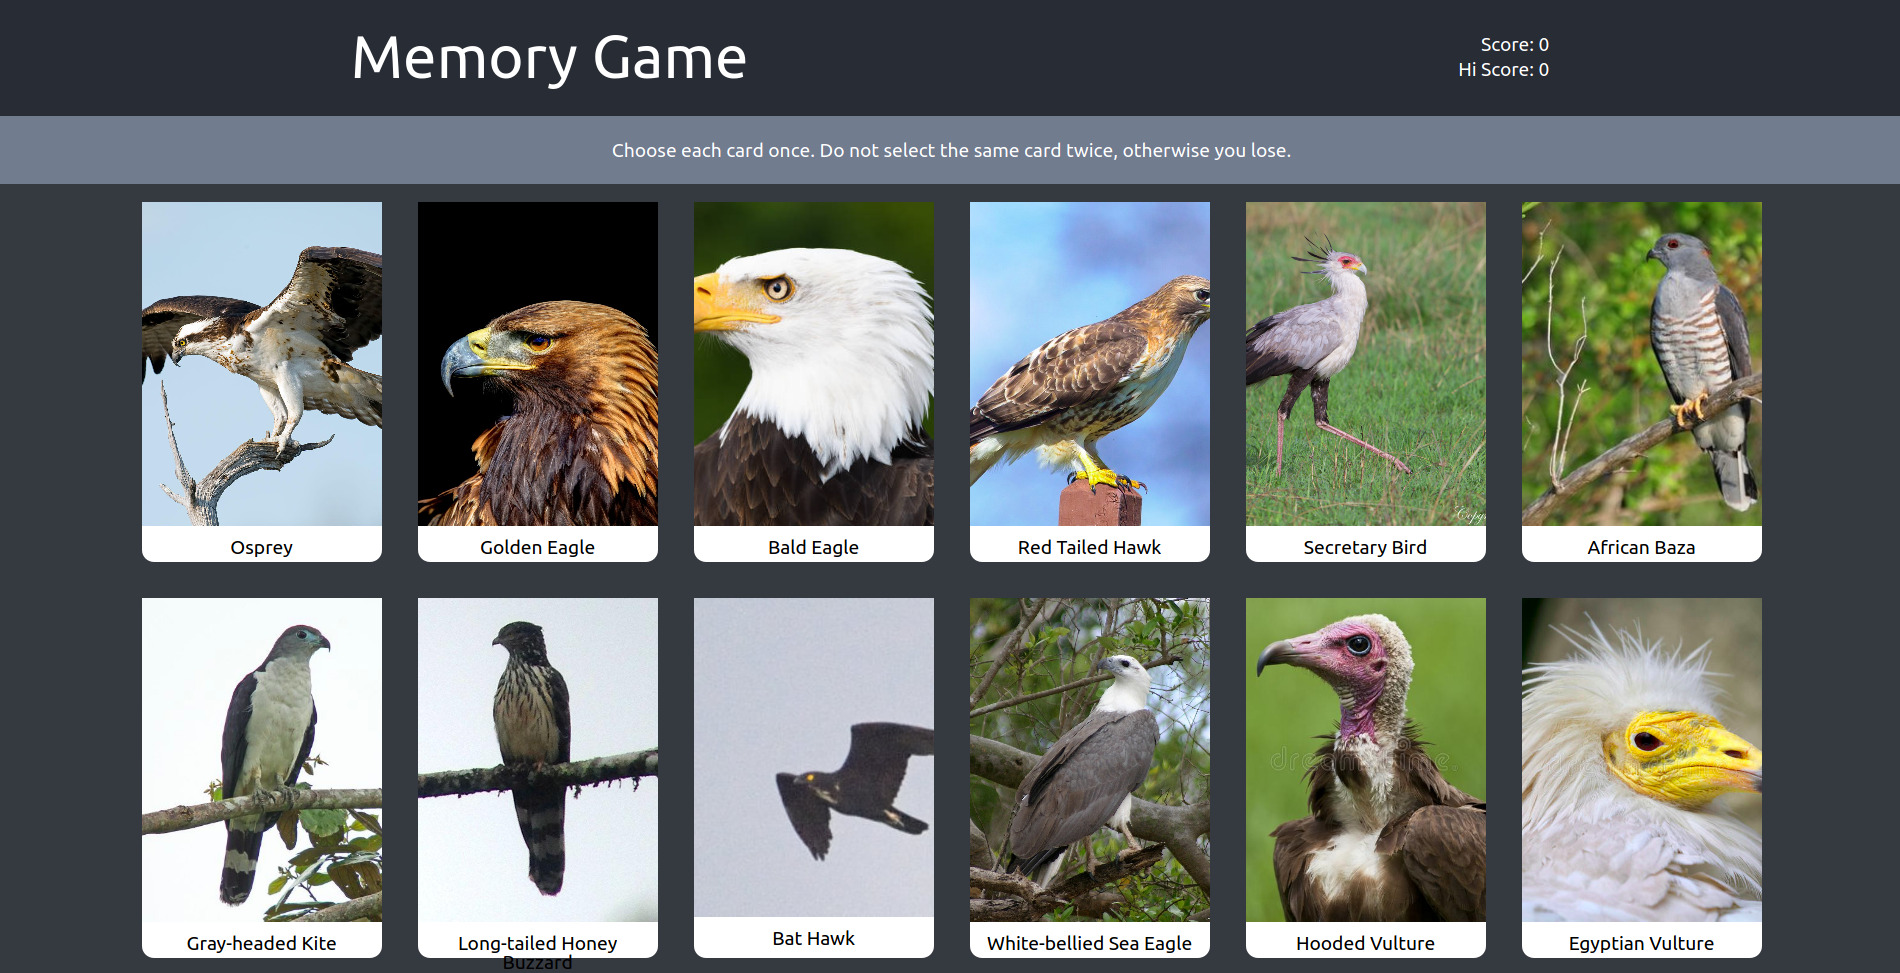 Memory Game
Score: 0
Hi Score: 0
Choose each card once. Do not select the same card twice, otherwise you lose.
Osprey
Golden Eagle
Bald Eagle
Red Tailed Hawk
Secretary Bird
African Baza
Gray-headed Kite
Long-tailed Honey
Buzzard
Bat Hawk
White-bellied Sea Eagle
Hooded Vulture
Egyptian Vulture